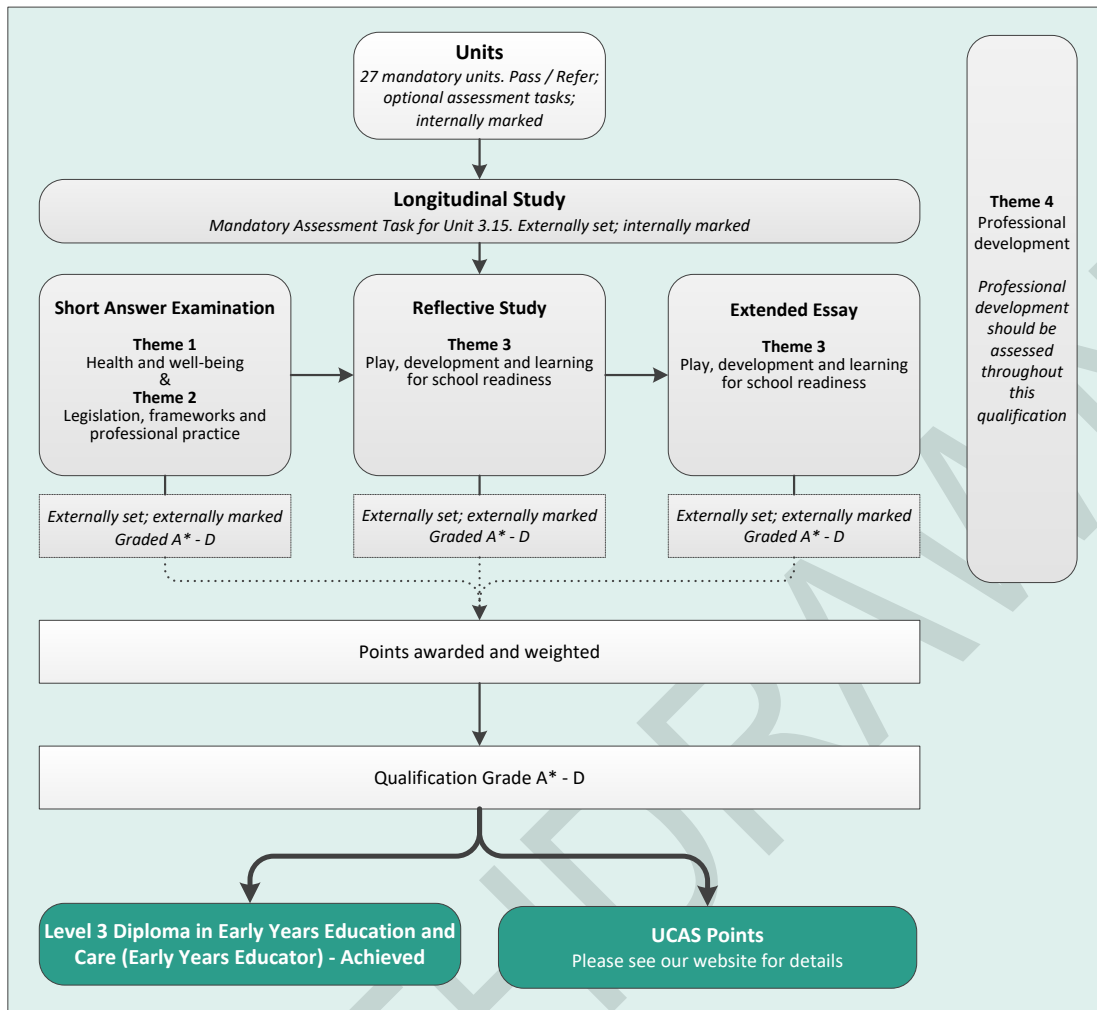 Units
27 mandatory units. Pass / Refer;
optional assessment tasks;
internally marked
Longitudinal Study
Mandatory Assessment Task for Unit 3.15. Externally set; internally marked
Short Answer Examination
Theme 1
Health and well-being
&
Theme 2
Legislation, frameworks and
professional practice
Externally set; externally marked
Graded A* - D
Reflective Study
Theme 3
Play, development and learning
for school readiness
Externally set; externally marked
Graded A* - D
Extended Essay
Theme 3
Play, development and learning
for school readiness
Externally set; externally marked
Graded A* - D
Theme 4
Professional
development
Professional
development
should be
assessed
throughout
this
qualification
Points awarded and weighted
Qualification Grade A* - D
Level 3 Diploma in Early Years Education and
Care (Early Years Educator) - Achieved
UCAS Points
Please see our website for details